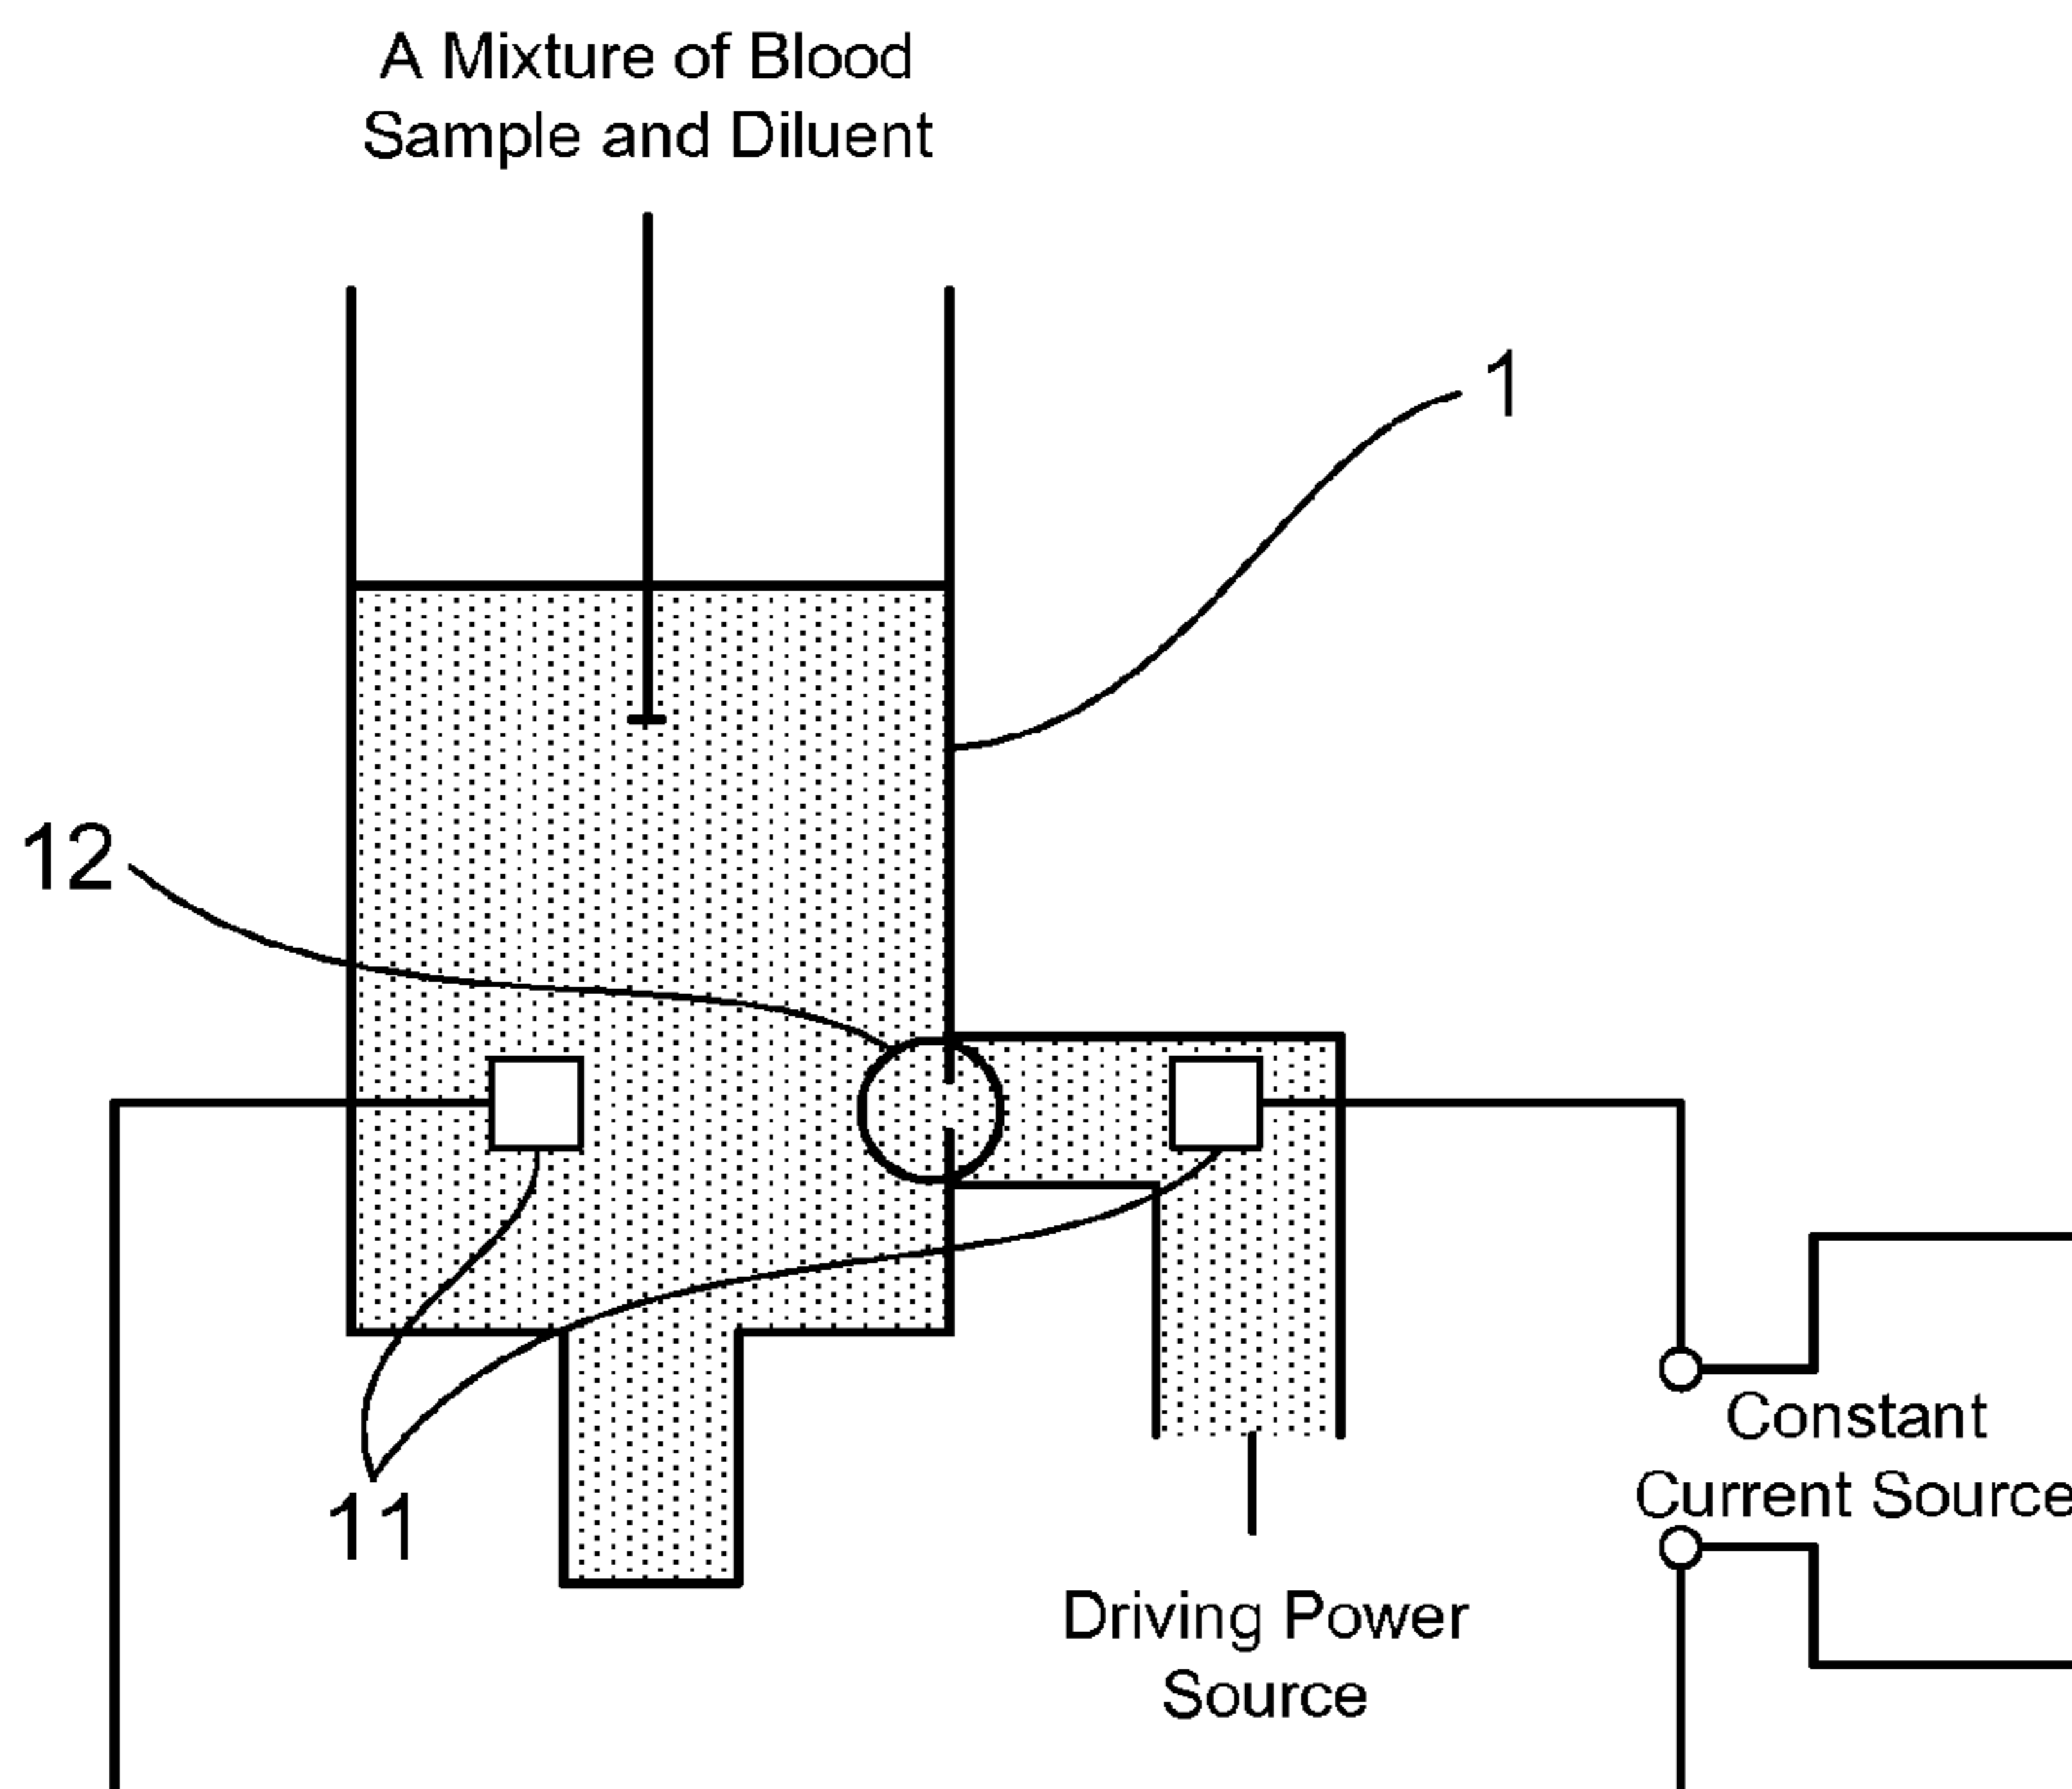 A Mixture of Blood
Sample and Diluent
1
12
11
Constant
Current Source
Driving Power
Source